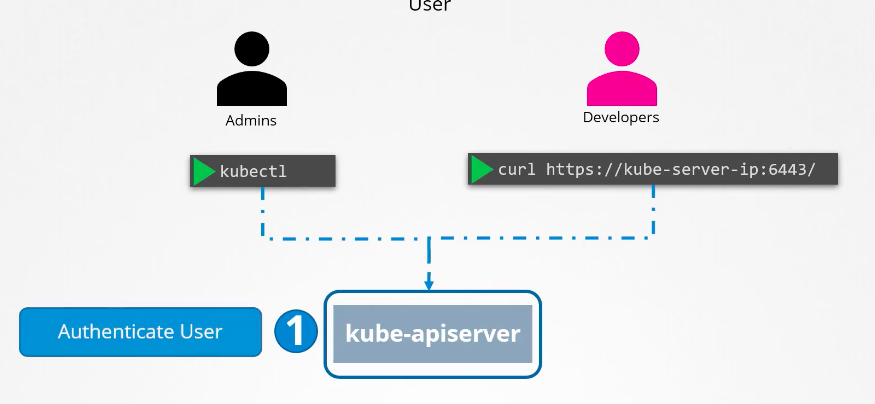 User
Admins
Developers
kubectl
curl https://kube-server-ip:6443/
Authenticate User
1
kube-apiserver